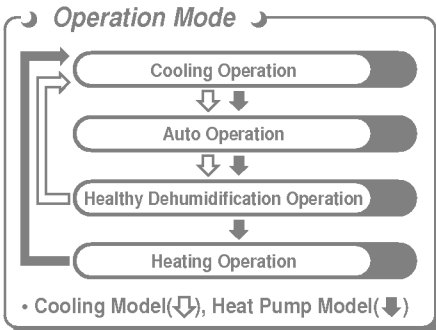 Operation Mode
Cooling Operation
Auto Operation
Healthy Dehumidification Operation
Heating Operation
• Cooling Model(⇩), Heat Pump Model(⬇)